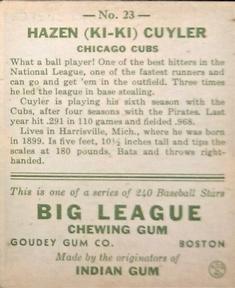 — No. 23 —
HAZEN (KI-KI) CUYLER
CHICAGO CUBS
What a ball player! One of the best hitters in the
National League, one of the fastest runners and
can go and get 'em in the outfield. Three times
he led the league in base stealing.
Cuyler is playing his sixth season with the
Cubs, after four seasons with the Pirates. Last
year hit .291 in 110 games and fielded .968.
Lives in Harrisville, Mich., where he was born
in 1899. Is five feet, 10½ inches tall and tips the
scales at 180 pounds. Bats and throws right-
handed.
This is one of a series of 240 Baseball Stars
BIG LEAGUE
CHEWING GUM
GOUDEY GUM CO. BOSTON
Made by the originators of
INDIAN GUM